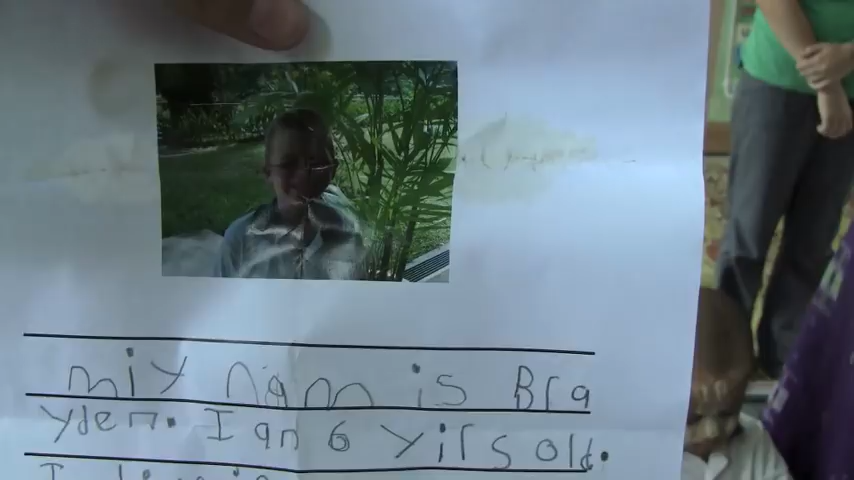 miy nam is Bra
yden. I an 6 yirs old.
I